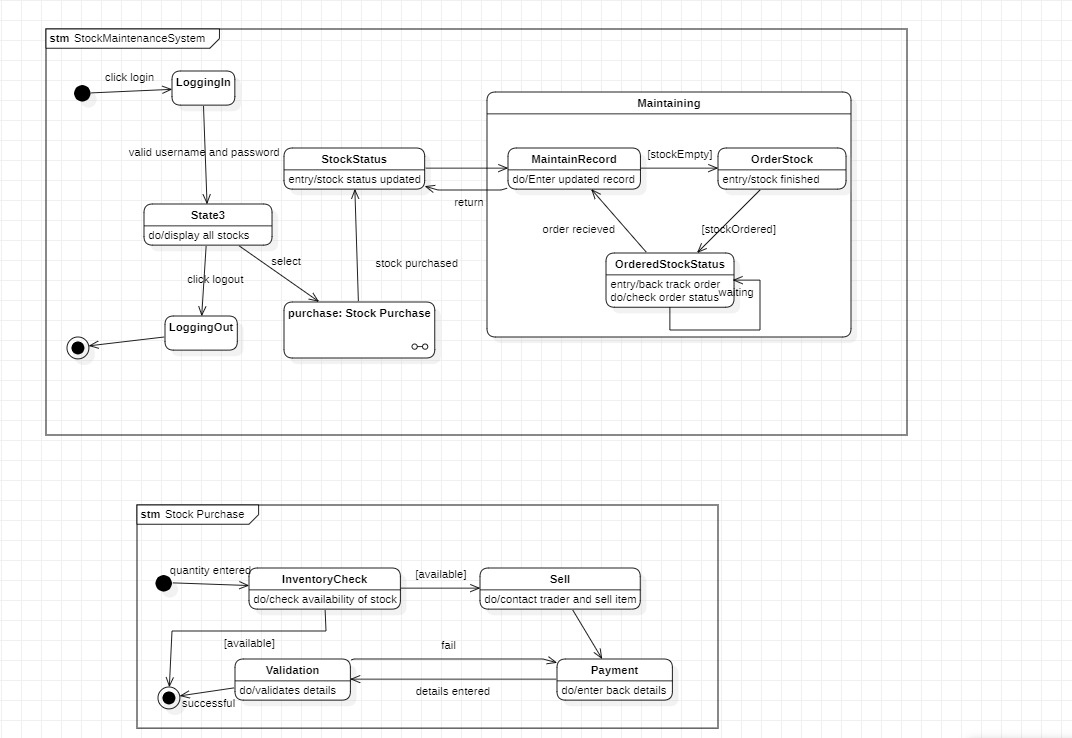 stm StockMaintenanceSystem
click login
LoggingIn
Maintaining
valid username and password
StockStatus
entry/stock status updated
MaintainRecord
do/Enter updated record
[stockEmpty]
OrderStock
entry/stock finished
return
State3
do/display all stocks
order recieved
[stockOrdered]
select
stock purchased
OrderedStockStatus
entry/back track order
do/check order status
waiting
click logout
purchase: Stock Purchase
LoggingOut
stm Stock Purchase
quantity entered
InventoryCheck
do/check availability of stock
[available]
Sell
do/contact trader and sell item
[available]
fail
Validation
do/validates details
Payment
do/enter back details
details entered
successful